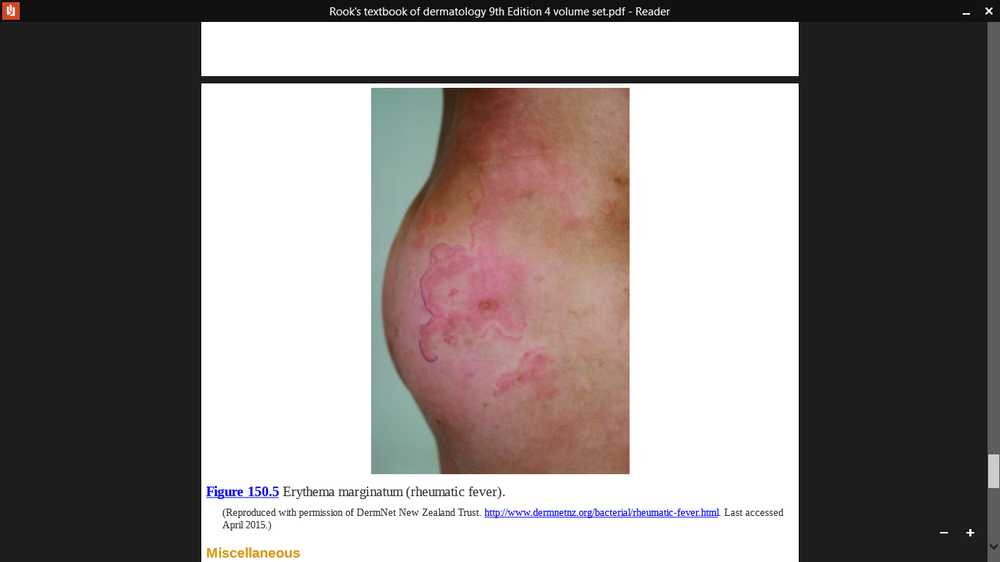 Rook's textbook of dermatology 9th Edition 4 volume set.pdf - Reader
Figure 150.5 Erythema marginatum (rheumatic fever).
(Reproduced with permission of DermNet New Zealand Trust. http://www.dermnetnz.org/bacterial/rheumatic-fever.html. Last accessed
April 2015.)
Miscellaneous